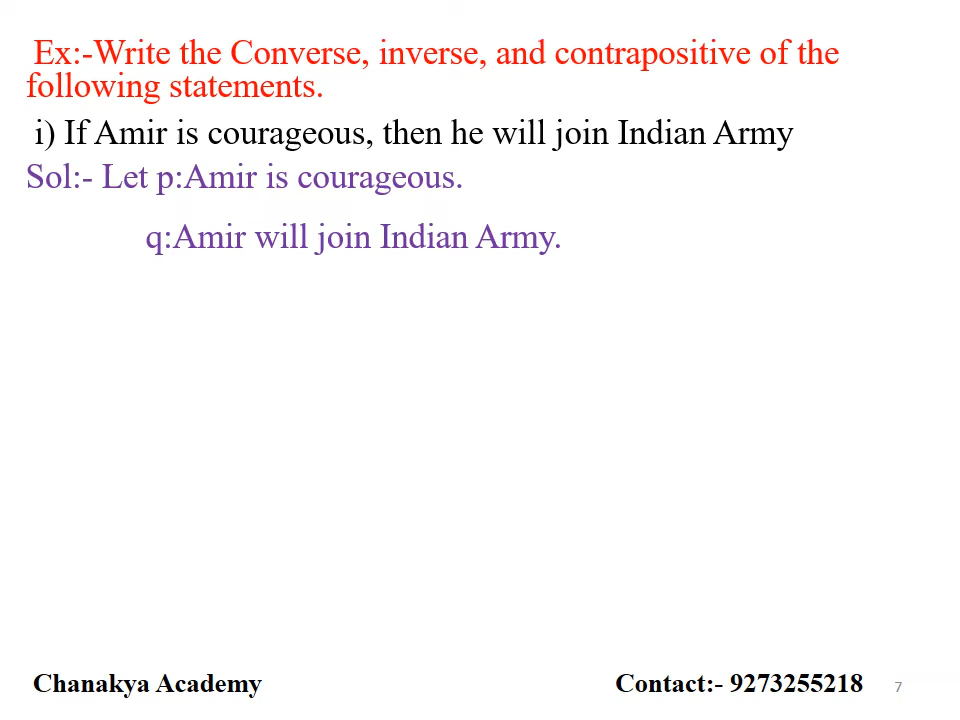 Ex:-Write the Converse, inverse, and contrapositive of the
following statements.
i) If Amir is courageous, then he will join Indian Army
Sol:- Let p:Amir is courageous.
q:Amir will join Indian Army.
Chanakya Academy
Contact:- 9273255218
7